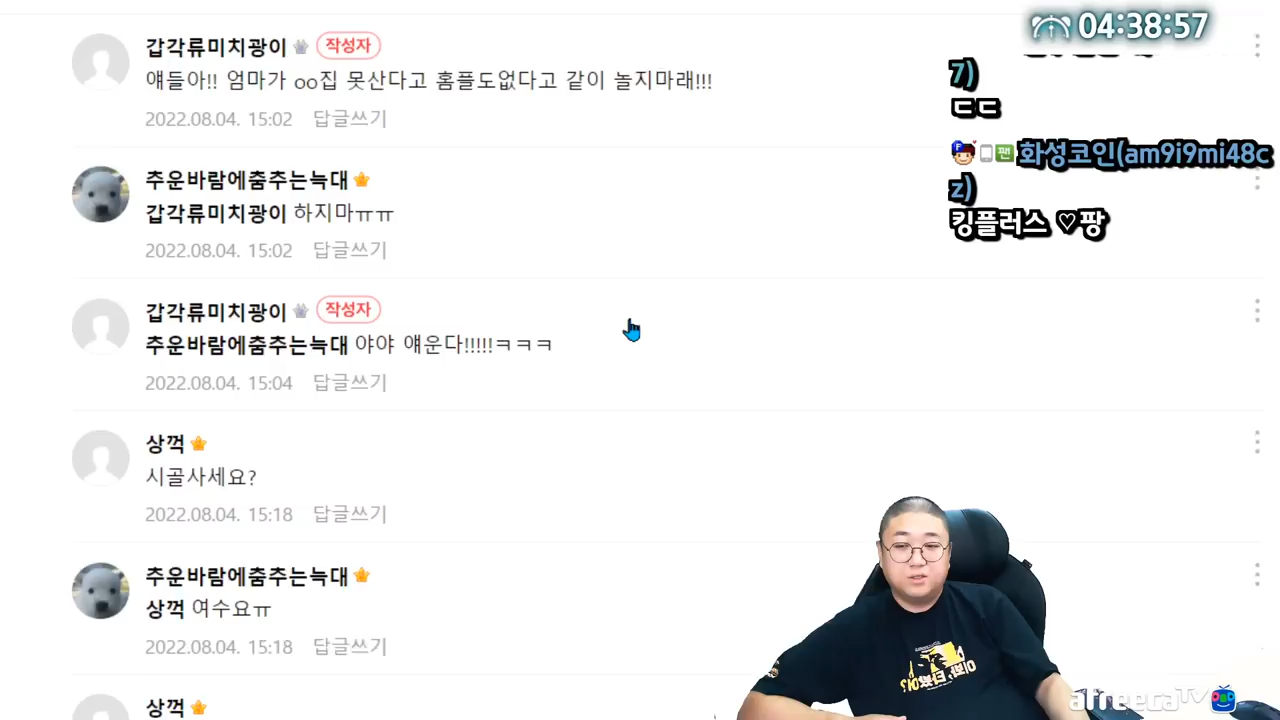 갑각류미치광이 작성자
얘들아!! 엄마가 oo집 못산다고 홈플도없다고 같이 놀지마래!!!
2022.08.04. 15:02 답글쓰기
추운바람에춤추는늑대
갑각류미치광이 하지마ㅠㅠ
2022.08.04. 15:02 답글쓰기
갑각류미치광이 작성자
추운바람에춤추는늑대 야야 얘운다!!!!!ㅋㅋㅋ
2022.08.04. 15:04 답글쓰기
상꺽
시골사세요?
2022.08.04. 15:18 답글쓰기
추운바람에춤추는늑대
상꺽 여수요ㅠ
2022.08.04. 15:18 답글쓰기
상꺽
04:38:57
7)
ㄷㄷ
F 팬 화성코인(am9i9mi48c
z)
킹플러스 ♡팡
afreecaTV